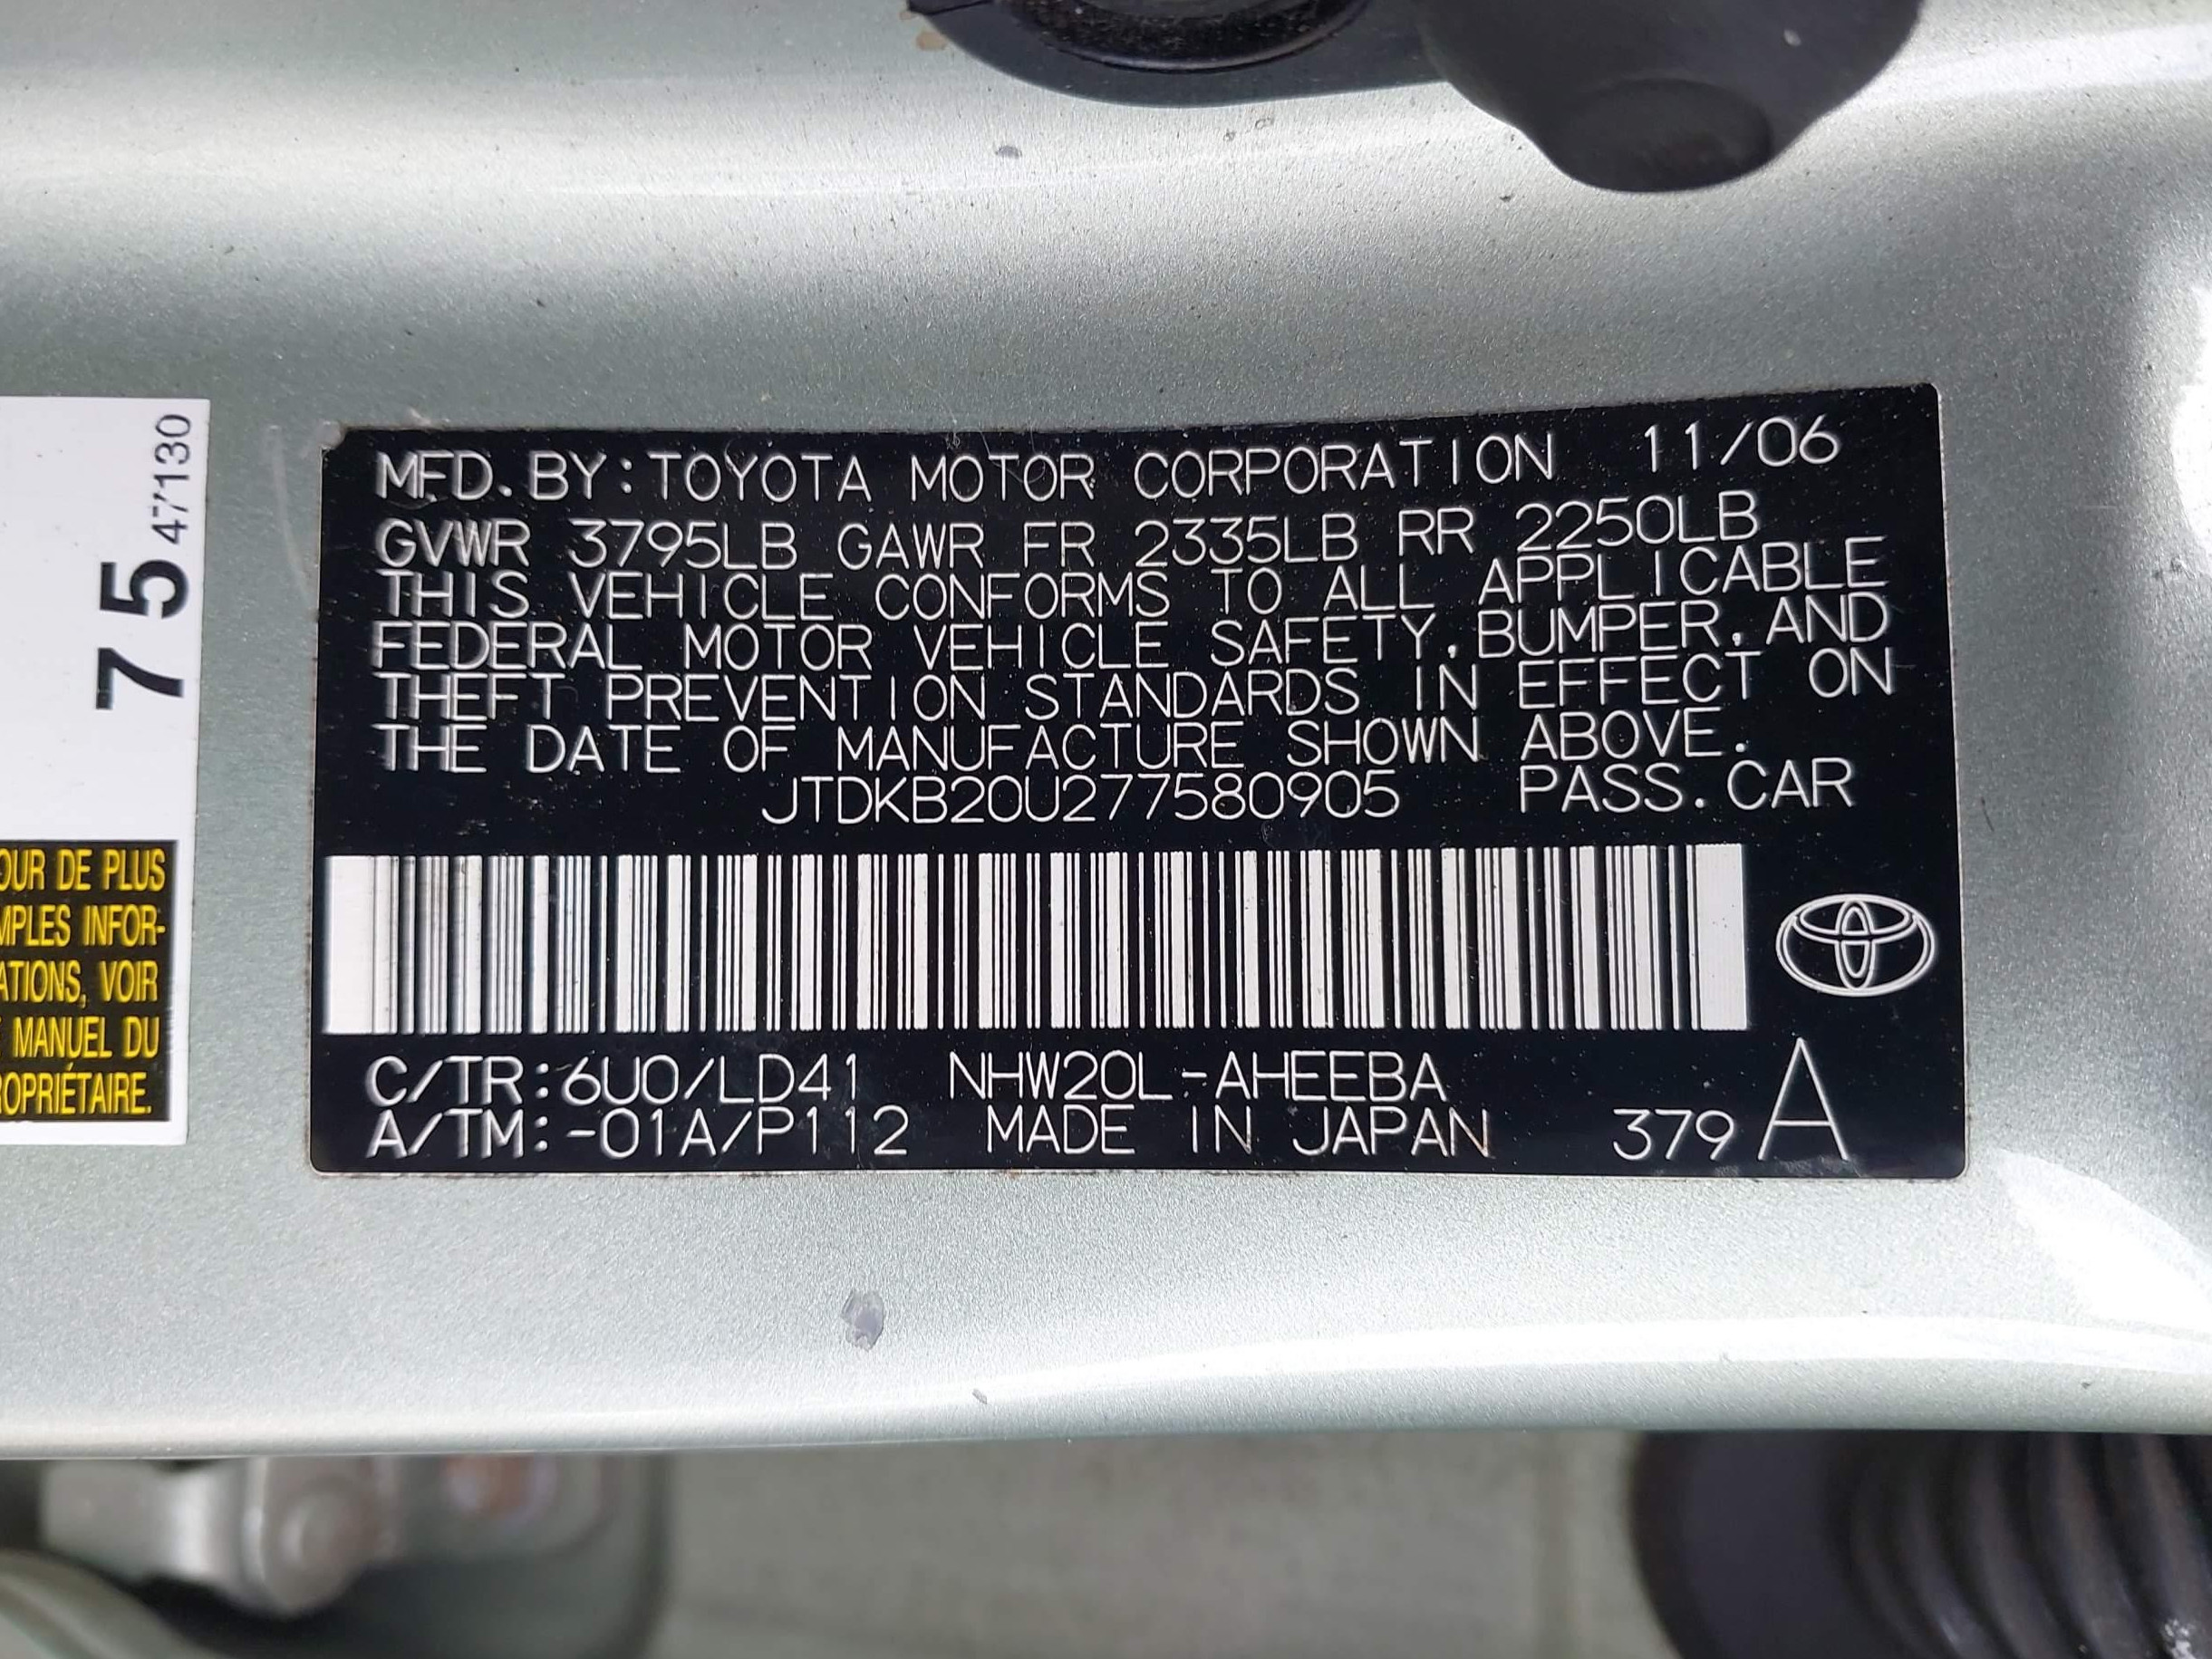 MFD. BY: TOYOTA MOTOR CORPORATION 11/06
GVWR 3795LB GAWR FR 2335LB RR 2250LB
THIS VEHICLE CONFORMS TO ALL APPLICABLE
FEDERAL MOTOR VEHICLE SAFETY, BUMPER, AND
THEFT PREVENTION STANDARDS IN EFFECT ON
THE DATE OF MANUFACTURE SHOWN ABOVE.
JTDKB20U277580905 PASS. CAR
C/TR: 6U0/LD41 NHW20L-AHEEBA
A/TM: -01A/P112 MADE IN JAPAN 379 A
7 5 47130
DE PLUS
INFOR-
VOIR
MANUEL DU